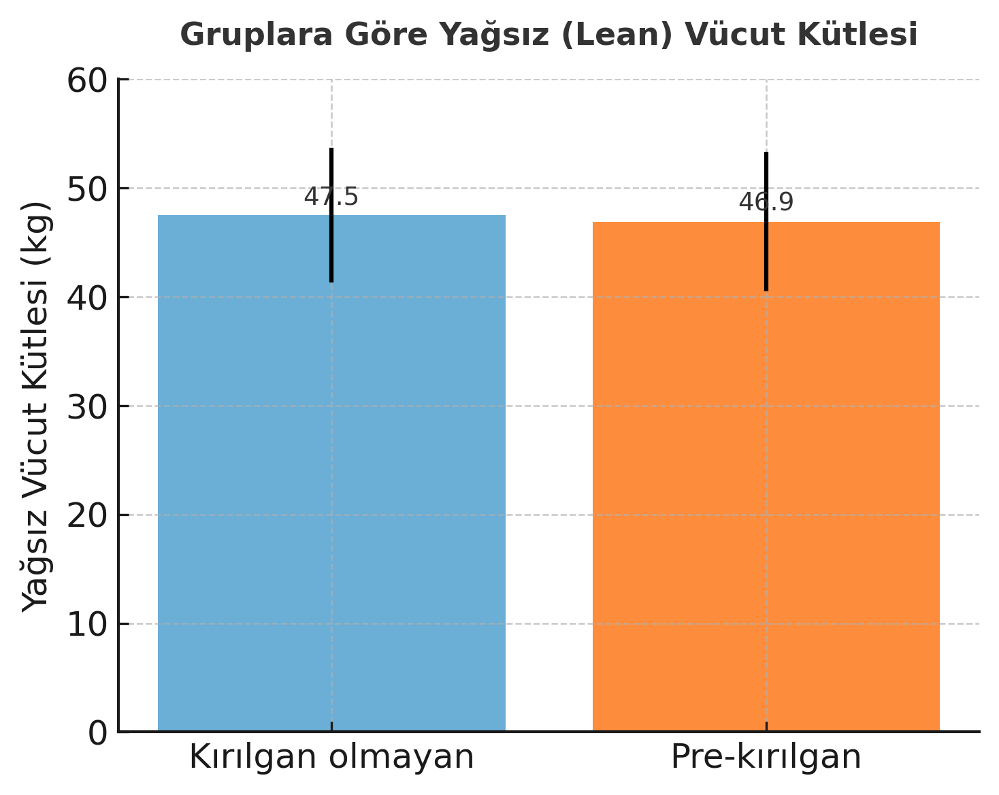 Gruplara Göre Yağsız (Lean) Vücut Kütlesi
Yağsız Vücut Kütlesi (kg)
60
50
40
30
20
10
0
47.5
46.9
Kırılgan olmayan
Pre-kırılgan